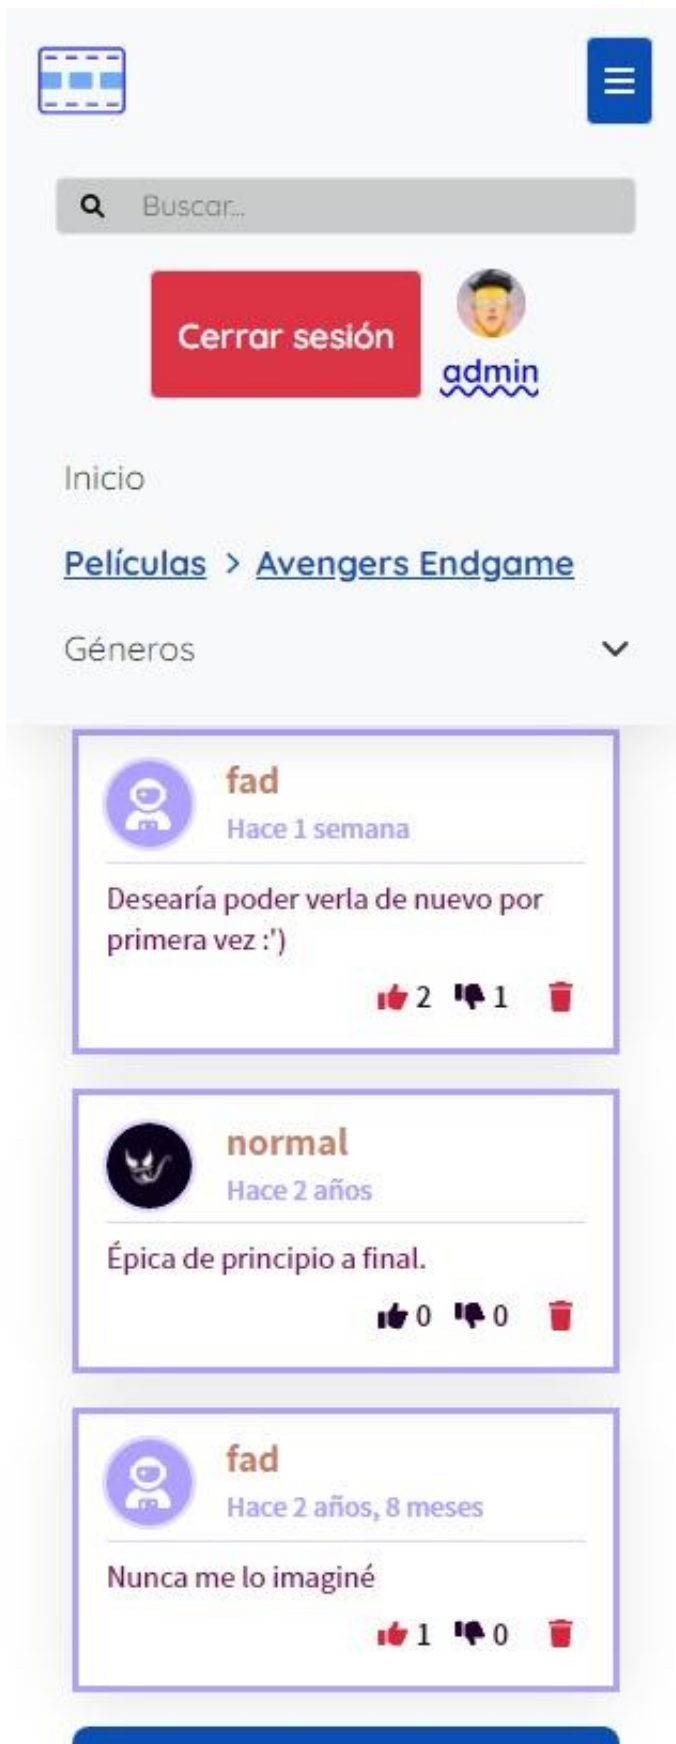 Buscar...
Cerrar sesión
admin
Inicio
Películas > Avengers Endgame
Géneros
fad
Hace 1 semana
Desearía poder verla de nuevo por
primera vez :')
2 1
normal
Hace 2 años
Épica de principio a final.
0 0
fad
Hace 2 años, 8 meses
Nunca me lo imaginé
1 0